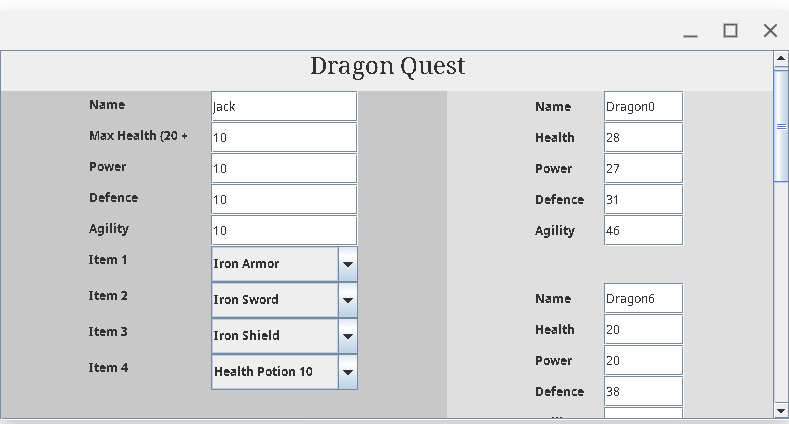 Dragon Quest
Name Jack
Max Health (20 + 10
Power 10
Defence 10
Agility 10
Item 1 Iron Armor
Item 2 Iron Sword
Item 3 Iron Shield
Item 4 Health Potion 10
Name Dragon0
Health 28
Power 27
Defence 31
Agility 46
Name Dragon6
Health 20
Power 20
Defence 38